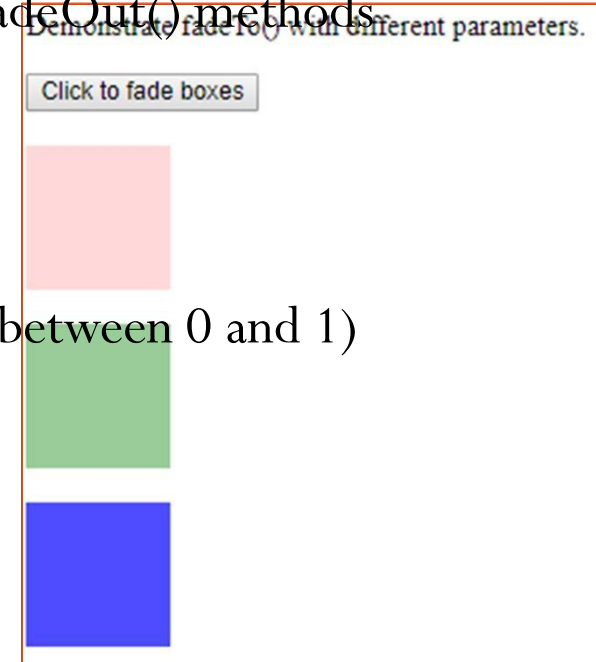 adeOut() methods
Demonstrate fadeTo() with different parameters.
Click to fade boxes
between 0 and 1)